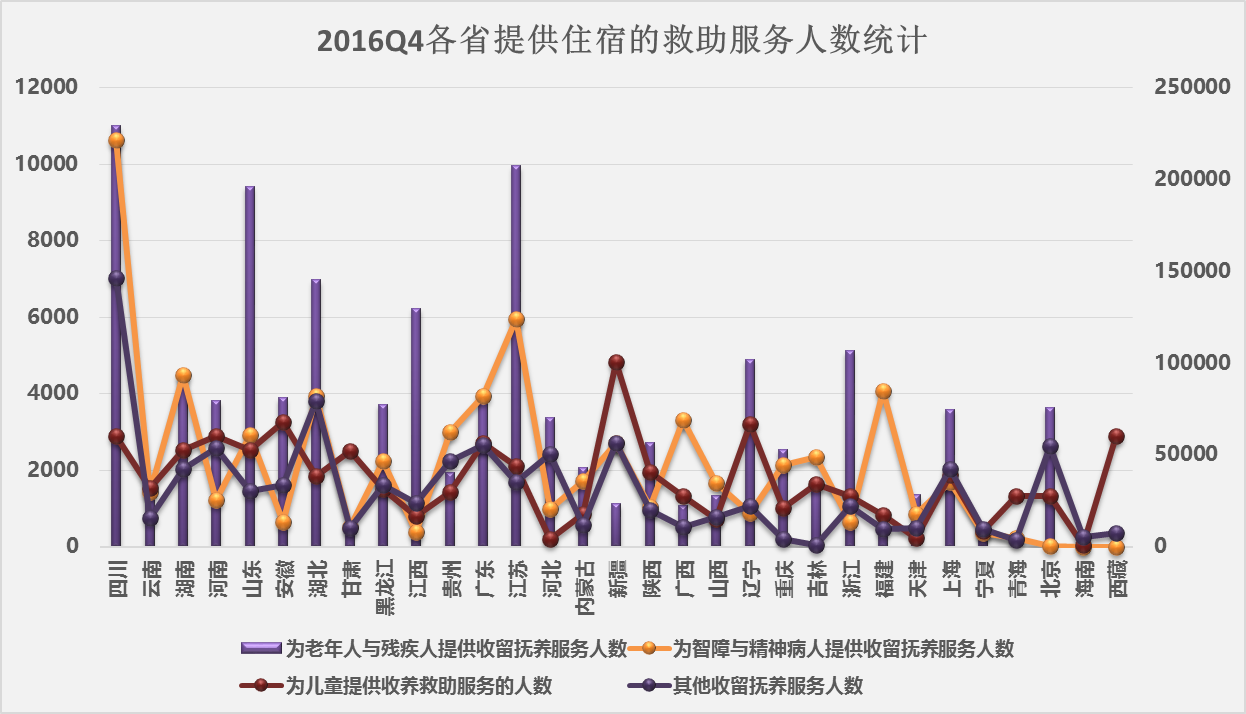 2016Q4各省提供住宿的救助服务人数统计
12000
10000
8000
6000
4000
2000
0
250000
200000
150000
100000
50000
0
四川
云南
湖南
河南
山东
安徽
湖北
甘肃
黑龙江
江西
贵州
广东
江苏
河北
内蒙古
新疆
陕西
广西
山西
辽宁
重庆
吉林
浙江
福建
天津
上海
宁夏
青海
北京
海南
西藏
为老年人与残疾人提供收留抚养服务人数
为智障与精神病人提供收留抚养服务人数
为儿童提供收养救助服务的人数
其他收留抚养服务人数